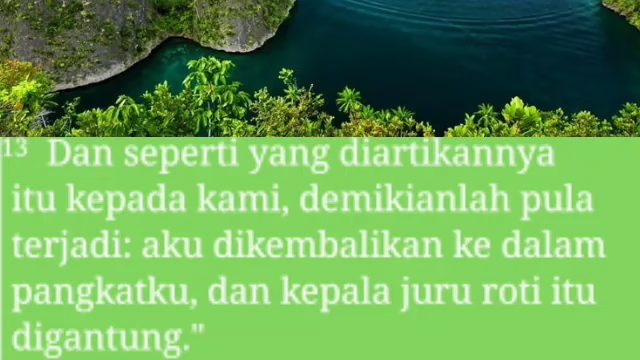 13 Dan seperti yang diartikannya
itu kepada kami, demikianlah pula
terjadi: aku dikembalikan ke dalam
pangkatku, dan kepala juru roti itu
digantung."